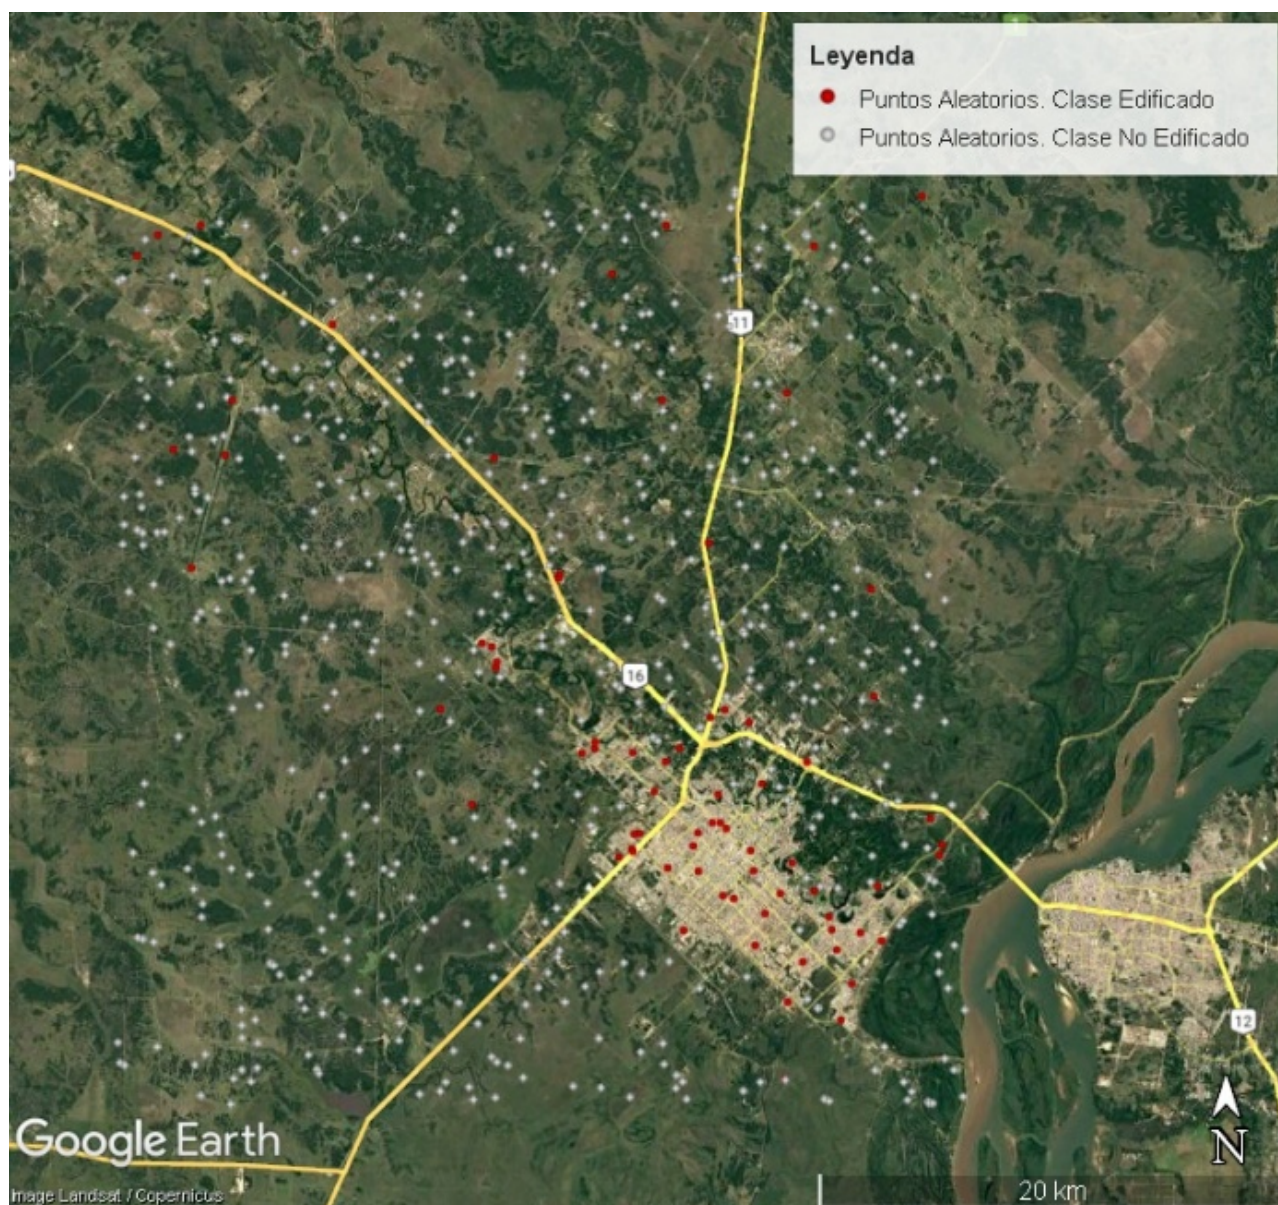 Leyenda
Puntos Aleatorios. Clase Edificado
Puntos Aleatorios. Clase No Edificado
11
16
12
N
Google Earth
Image Landsat / Copernicus
20 km